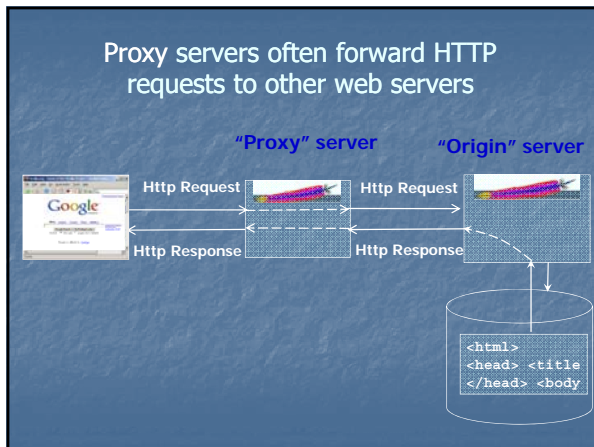 Proxy servers often forward HTTP
requests to other web servers
“Proxy” server
“Origin” server
Http Request
Http Request
Google
Http Response
Http Response
<html>
<head> <title
</head> <body